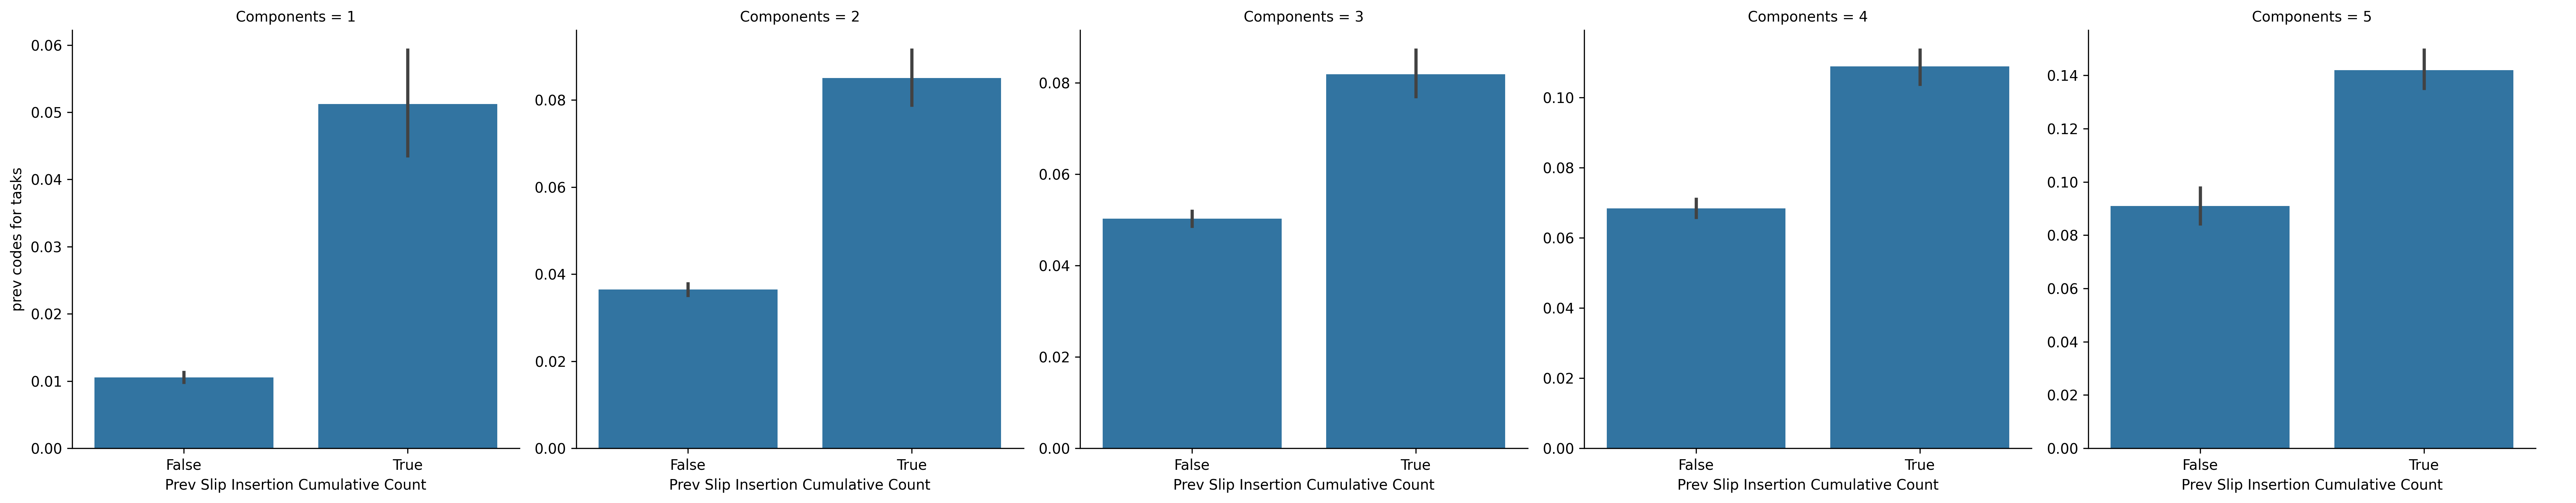 Components = 1
prev codes for tasks
0.06
0.05
0.04
0.03
0.02
0.01
0.00
False
True
Prev Slip Insertion Cumulative Count
Components = 2
0.08
0.06
0.04
0.02
0.00
False
True
Prev Slip Insertion Cumulative Count
Components = 3
0.08
0.06
0.04
0.02
0.00
False
True
Prev Slip Insertion Cumulative Count
Components = 4
0.10
0.08
0.06
0.04
0.02
0.00
False
True
Prev Slip Insertion Cumulative Count
Components = 5
0.14
0.12
0.10
0.08
0.06
0.04
0.02
0.00
False
True
Prev Slip Insertion Cumulative Count